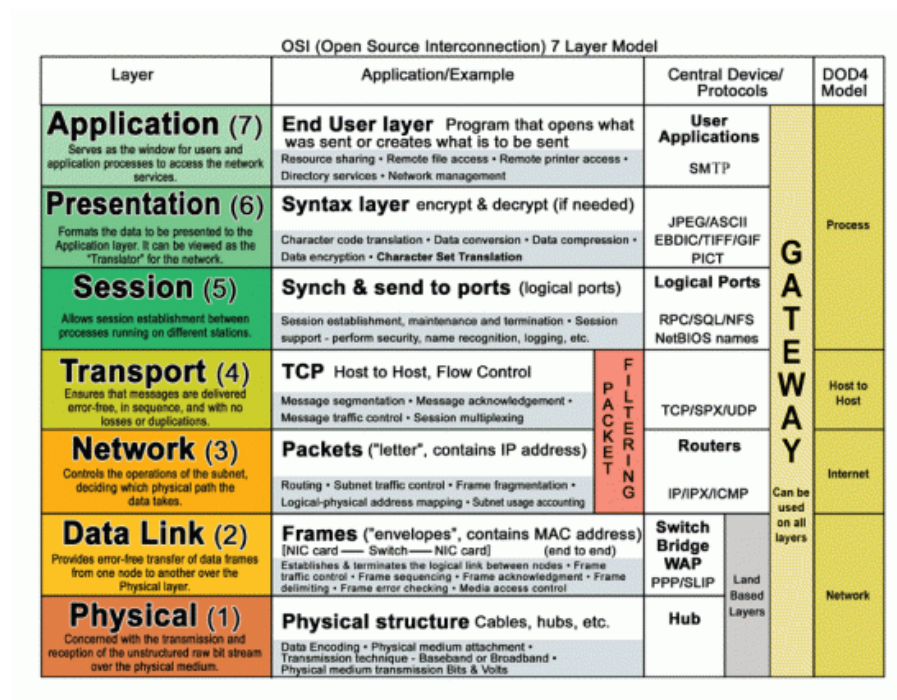 OSI (Open Source Interconnection) 7 Layer Model
Layer
Application/Example
Central Device/
Protocols
DOD4
Model
Application (7)
Serves as the window for users and
application processes to access the network
services.
End User layer Program that opens what
was sent or creates what is to be sent
Resource sharing • Remote file access • Remote printer access •
Directory services • Network management
User
Applications
SMTP
Presentation (6)
Formats the data to be presented to the
Application layer. It can be viewed as the
"Translator" for the network.
Syntax layer encrypt & decrypt (if needed)
Character code translation • Data conversion • Data compression •
Data encryption • Character Set Translation
JPEG/ASCII
EBDIC/TIFF/GIF
PICT
Session (5)
Allows session establishment between
processes running on different stations.
Synch & send to ports (logical ports)
Session establishment, maintenance and termination • Session
support - perform security, name recognition, logging, etc.
Logical Ports
RPC/SQL/NFS
NetBIOS names
Process
Transport (4)
Ensures that messages are delivered
error-free, in sequence, and with no
losses or duplications.
TCP Host to Host, Flow Control
Message segmentation • Message acknowledgement •
Message traffic control • Session multiplexing
PACKET
FILTERING
TCP/SPX/UDP
Host to
Host
Network (3)
Controls the operations of the subnet,
deciding which physical path the
data takes.
Packets ("letter", contains IP address)
Routing • Subnet traffic control • Frame fragmentation •
Logical-physical address mapping • Subnet usage accounting
Routers
IP/IPX/ICMP
Internet
GATEWAY
Can be
used
on all
layers
Data Link (2)
Provides error-free transfer of data frames
from one node to another over the
Physical layer.
Frames ("envelopes", contains MAC address)
[NIC card — Switch — NIC card] (end to end)
Establishes & terminates the logical link between nodes • Frame
traffic control • Frame sequencing • Frame acknowledgment • Frame
delimiting • Frame error checking • Media access control
Switch
Bridge
WAP
PPP/SLIP
Land
Based
Layers
Network
Physical (1)
Concerned with the transmission and
reception of the unstructured raw bit stream
over the physical medium.
Physical structure Cables, hubs, etc.
Data Encoding • Physical medium attachment •
Transmission technique - Baseband or Broadband •
Physical medium transmission Bits & Volts
Hub